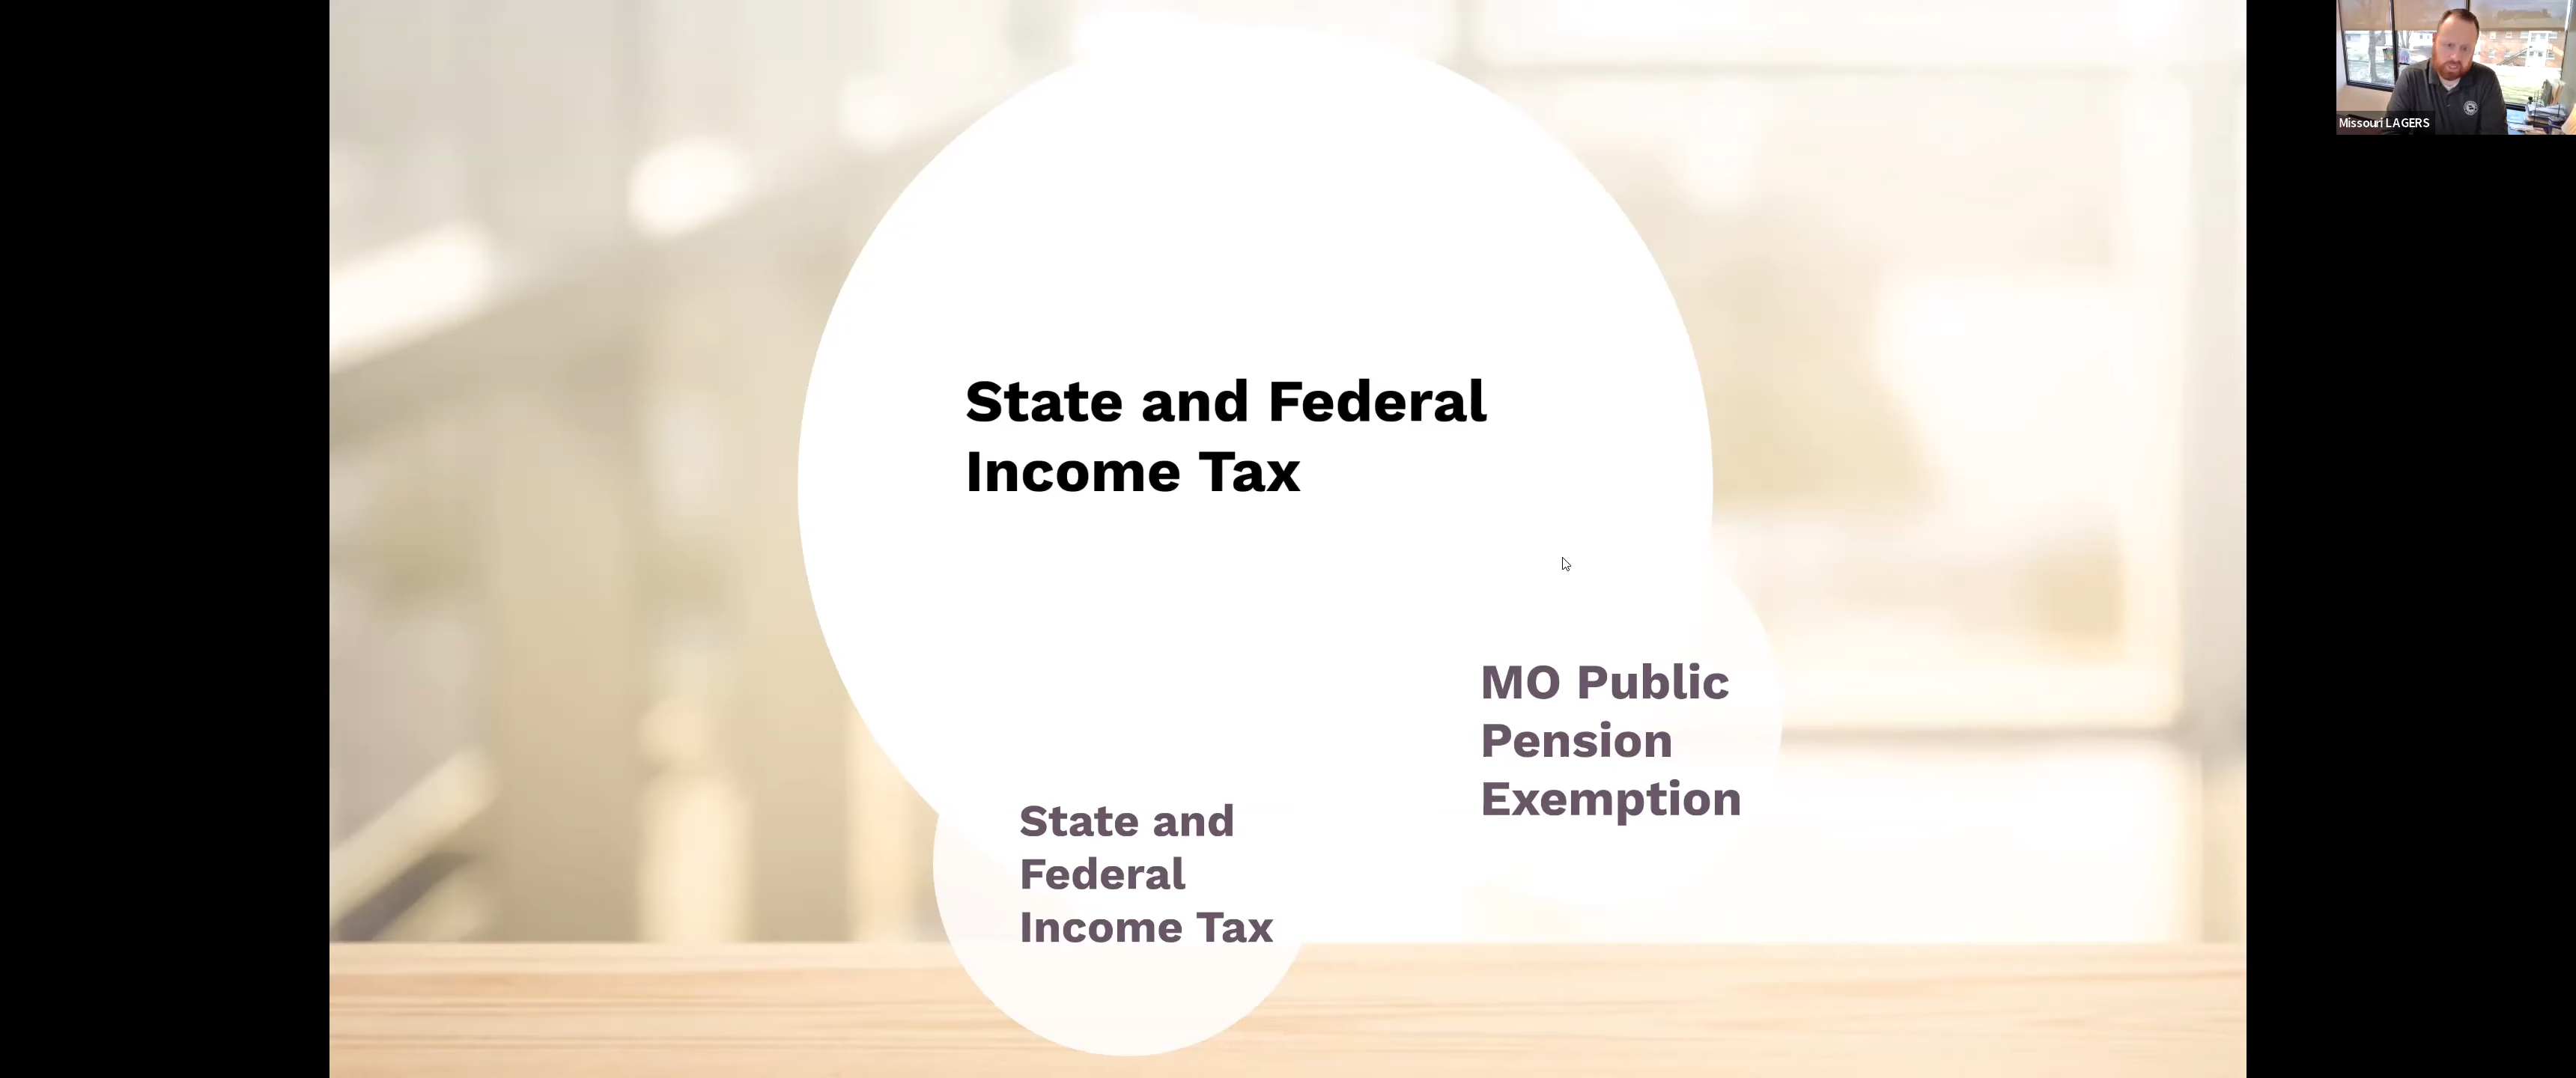 Missouri LAGERS
State and Federal
Income Tax
MO Public
Pension
Exemption
State and
Federal
Income Tax